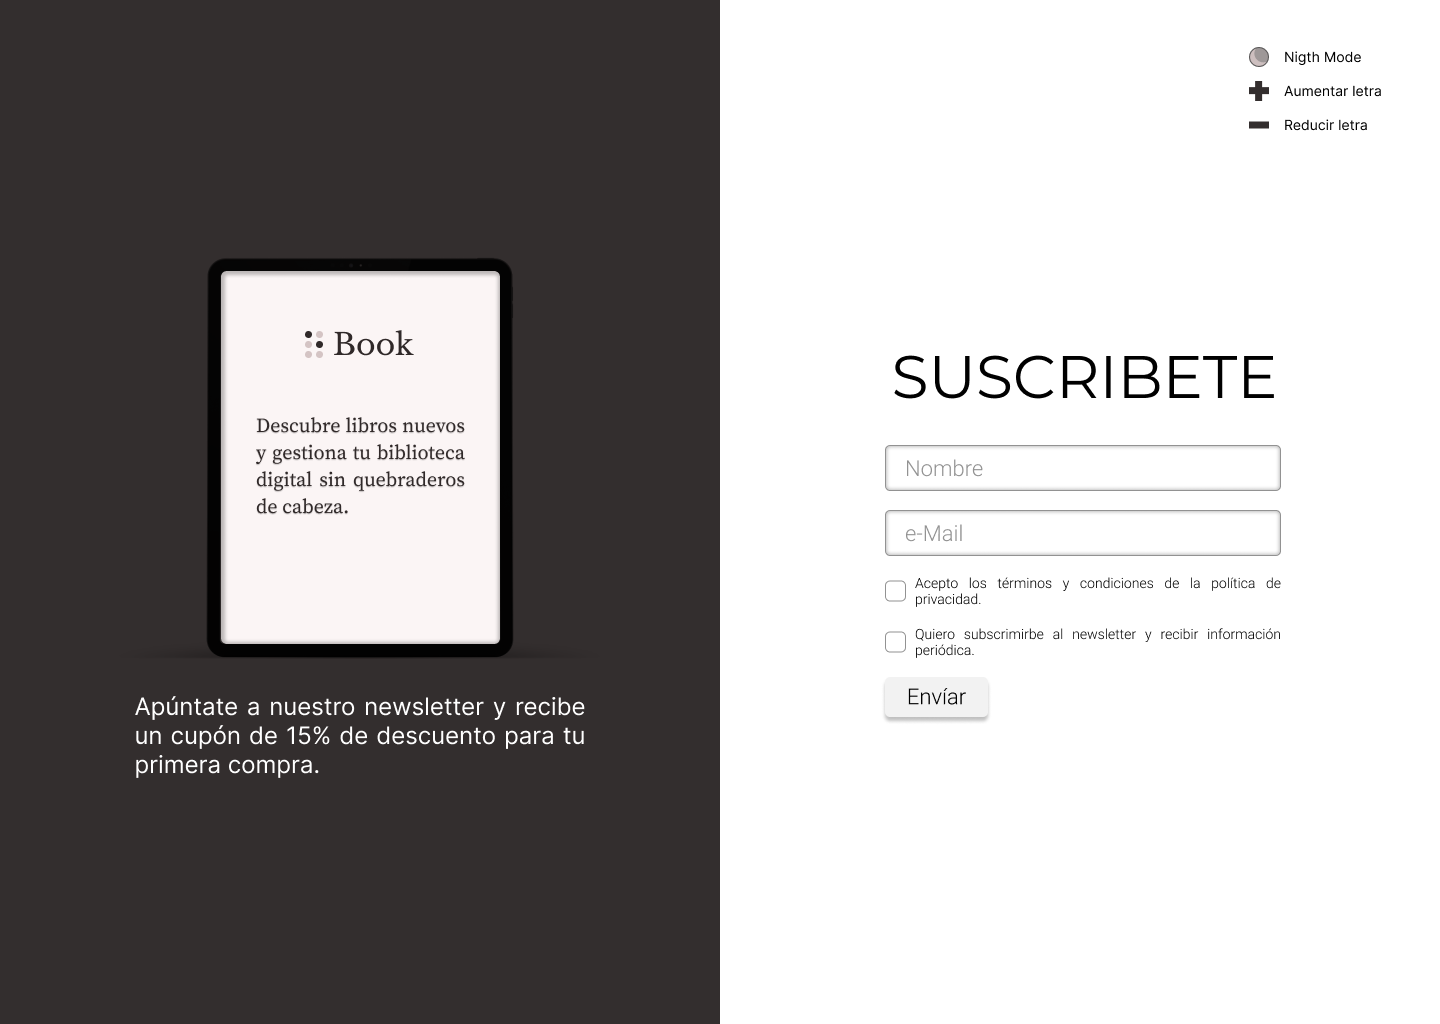 Book
Descubre libros nuevos
y gestiona tu biblioteca
digital sin quebraderos
de cabeza.
Apúntate a nuestro newsletter y recibe
un cupón de 15% de descuento para tu
primera compra.
Nigth Mode
Aumentar letra
Reducir letra
SUSCRIBETE
Nombre
e-Mail
Acepto los términos y condiciones de la política de
privacidad.
Quiero subscrimirbe al newsletter y recibir información
periódica.
Envíar